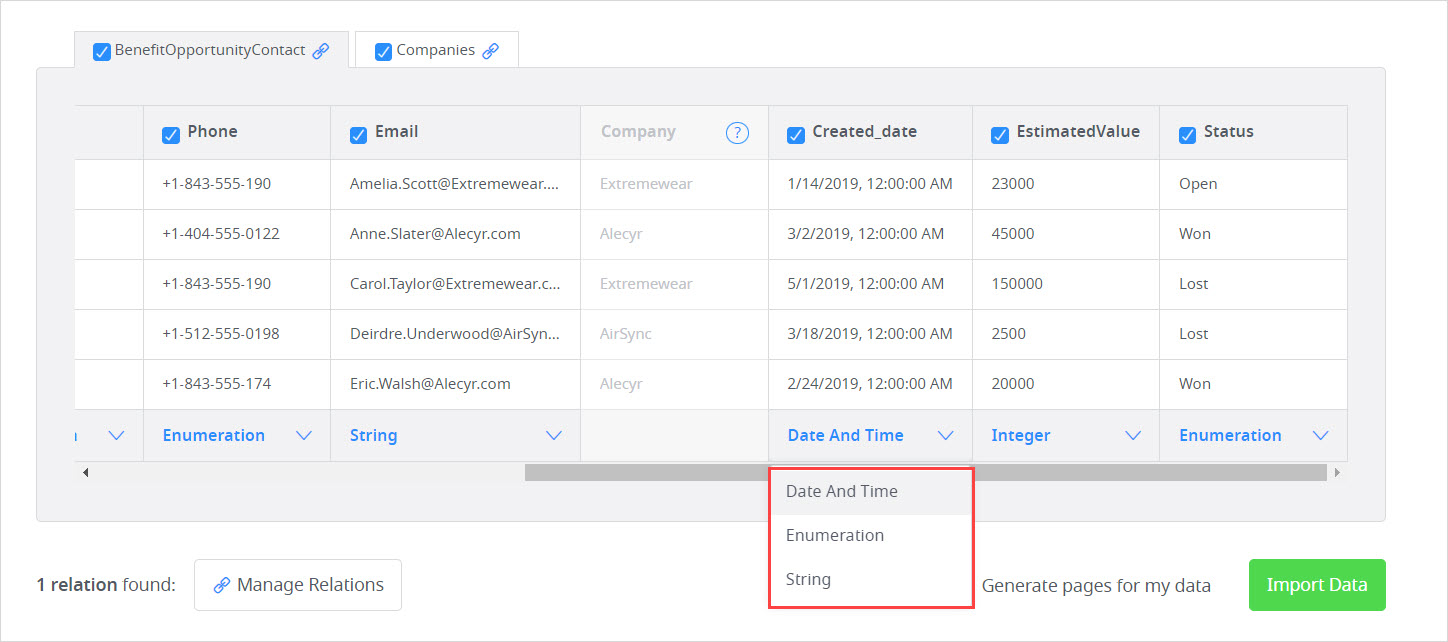 BenefitOpportunityContact Companies
Phone Email Company ? Created_date EstimatedValue Status
+1-843-555-190 Amelia.Scott@Extremewear.... Extremewear 1/14/2019, 12:00:00 AM 23000 Open
+1-404-555-0122 Anne.Slater@Alecyr.com Alecyr 3/2/2019, 12:00:00 AM 45000 Won
+1-843-555-190 Carol.Taylor@Extremewear.c... Extremewear 5/1/2019, 12:00:00 AM 150000 Lost
+1-512-555-0198 Deirdre.Underwood@AirSyn... AirSync 3/18/2019, 12:00:00 AM 2500 Lost
+1-843-555-174 Eric.Walsh@Alecyr.com Alecyr 2/24/2019, 12:00:00 AM 20000 Won
Enumeration String Date And Time Integer Enumeration
Date And Time
Enumeration
String
1 relation found: Manage Relations Generate pages for my data Import Data